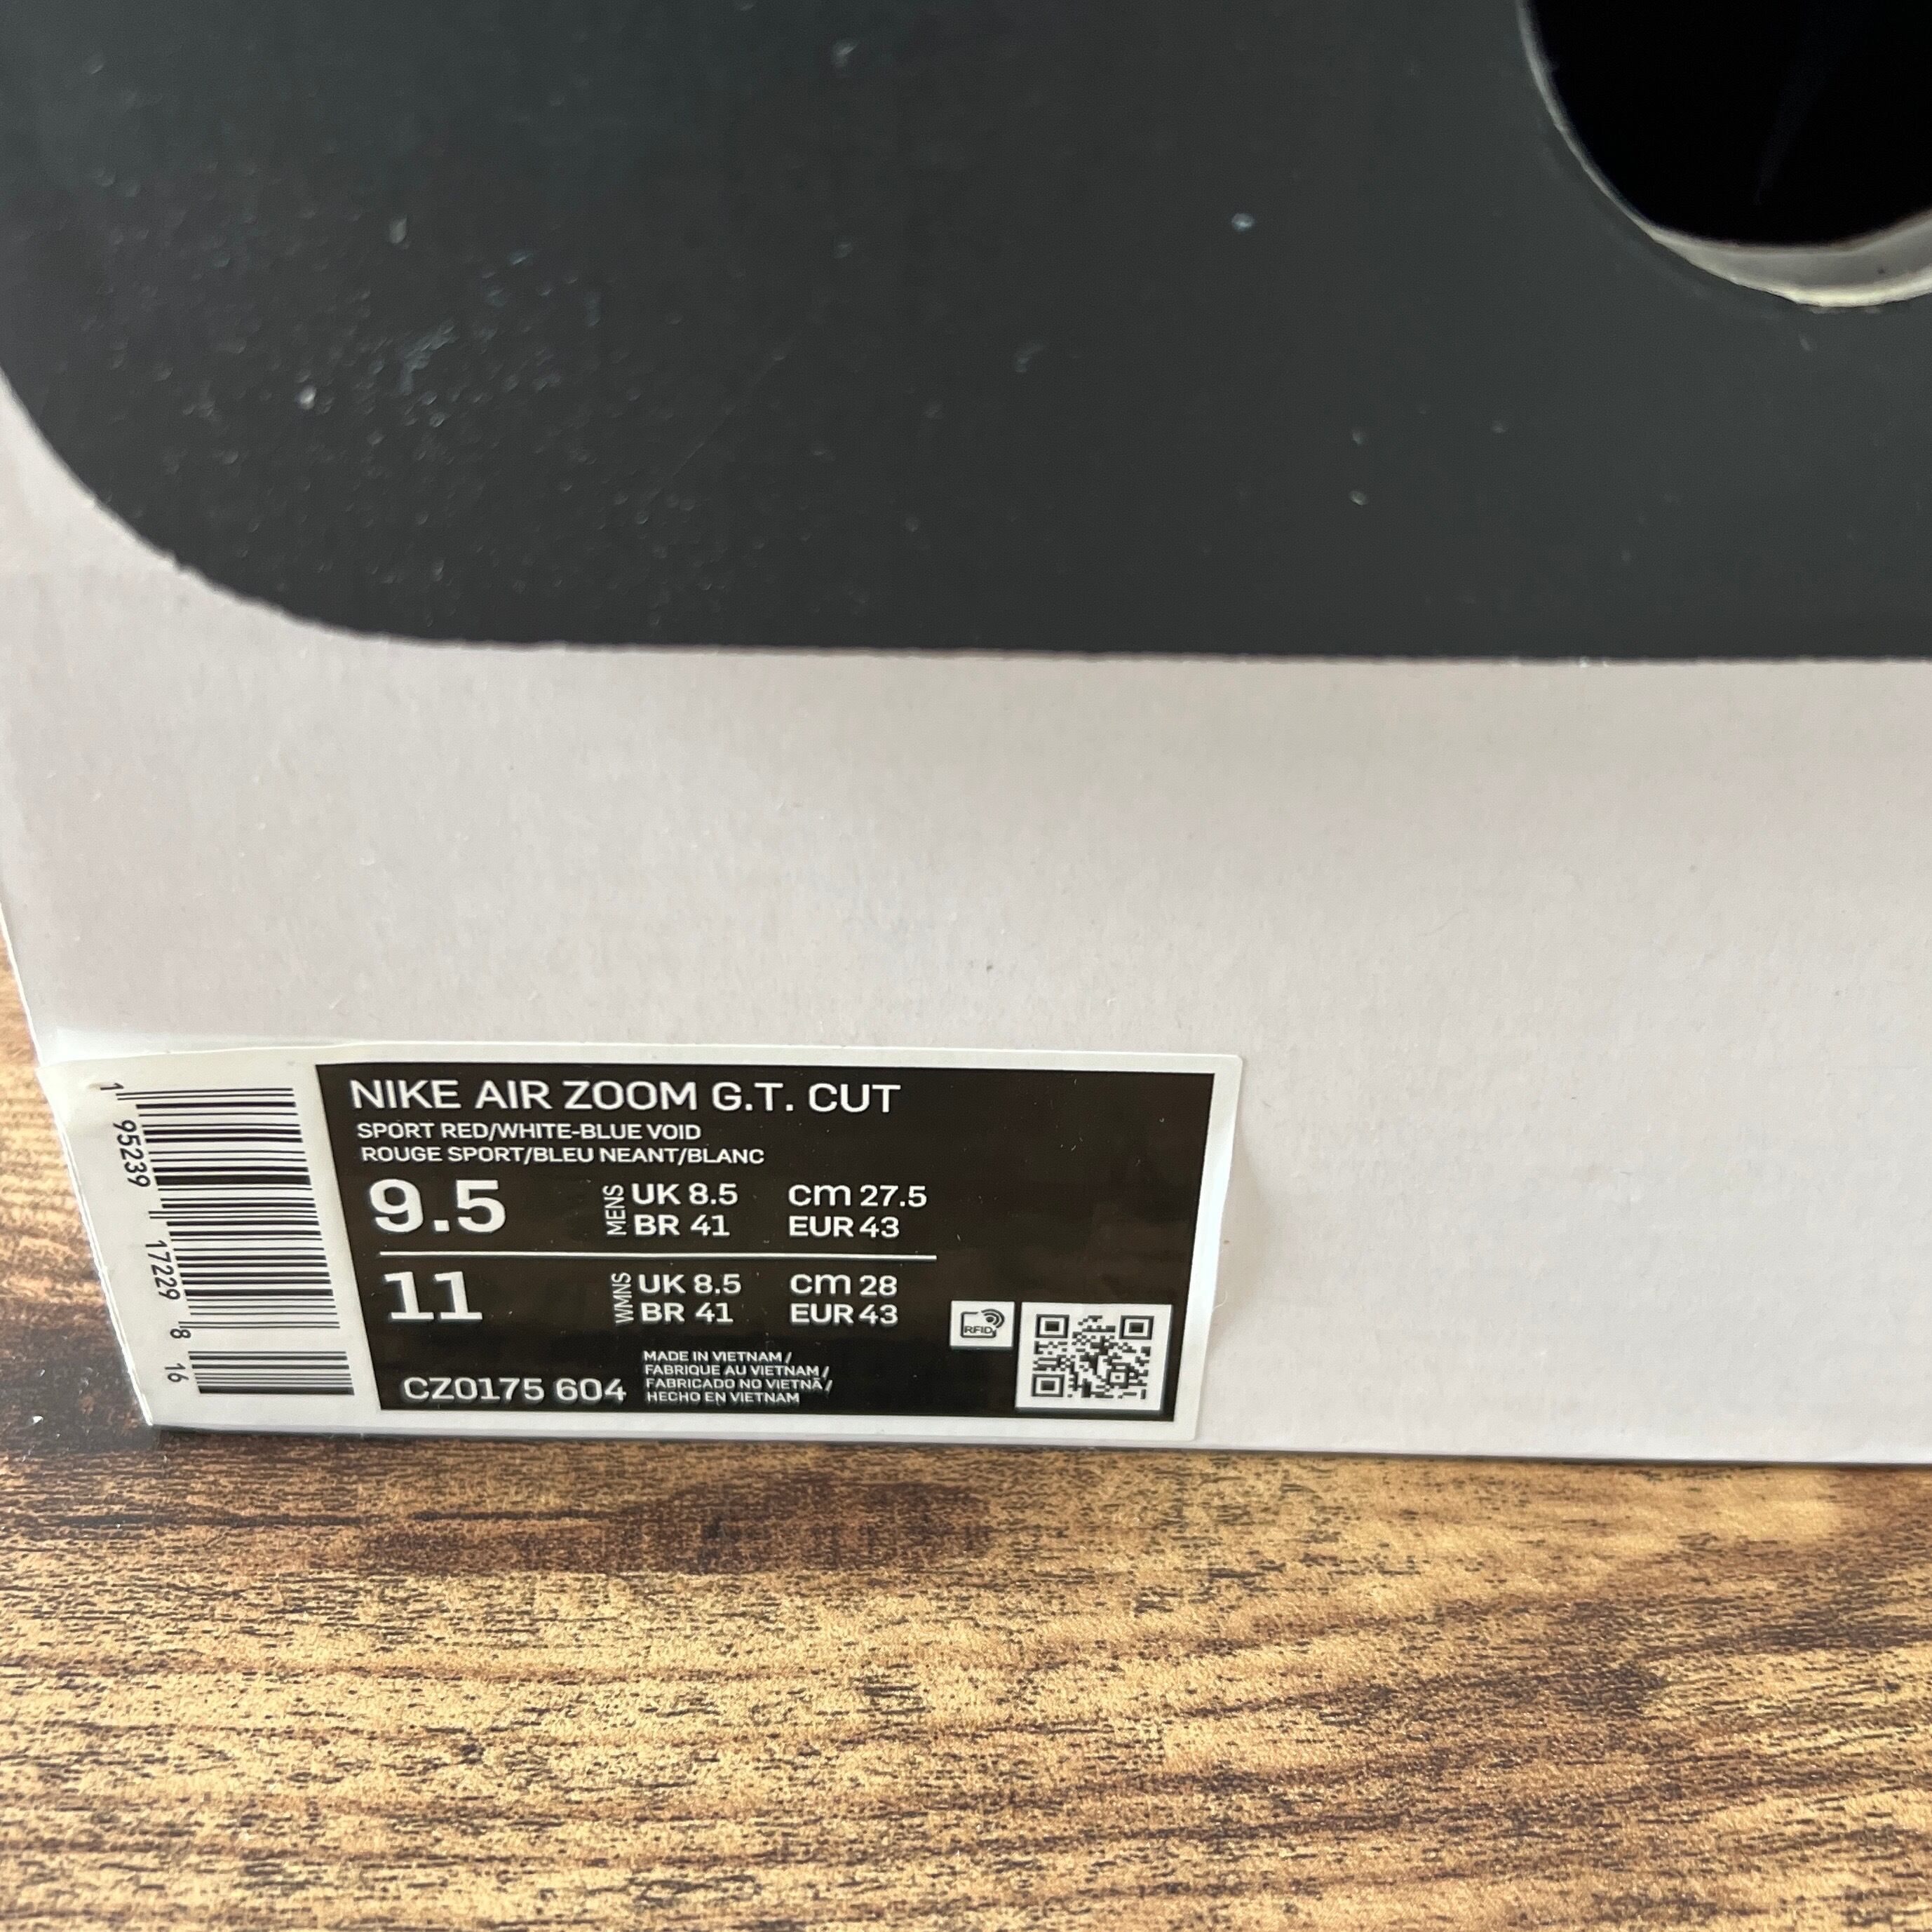 NIKE AIR ZOOM G.T. CUT
SPORT RED/WHITE-BLUE VOID
ROUGE SPORT/BLEU NEANT/BLANC
9.5
MENS
UK 8.5 cm 27.5
BR 41 EUR 43
11
WMNS
UK 8.5 cm 28
BR 41 EUR 43
RFID
CZ0175 604
MADE IN VIETNAM /
FABRIQUE AU VIETNAM /
FABRICADO NO VIETNÃ /
HECHO EN VIETNAM
1 95239 17229 8 16